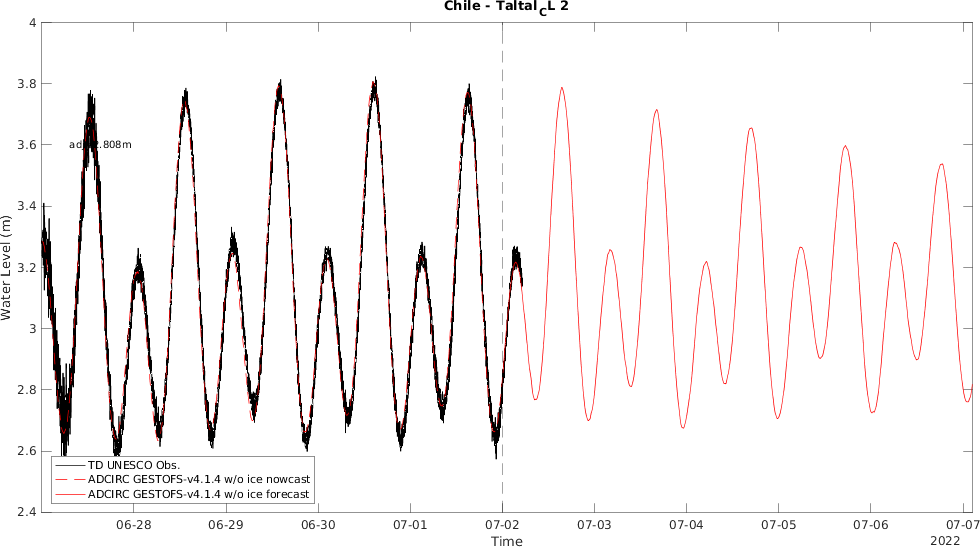 Chile - Taltal_CL 2
4
3.8
3.6
3.4
3.2
3
2.8
2.6
2.4
Water Level (m)
TD UNESCO Obs.
ADCIRC GESTOFS-v4.1.4 w/o ice nowcast
ADCIRC GESTOFS-v4.1.4 w/o ice forecast
06-28 06-29 06-30 07-01 07-02 07-03 07-04 07-05 07-06 07-07
Time
2022